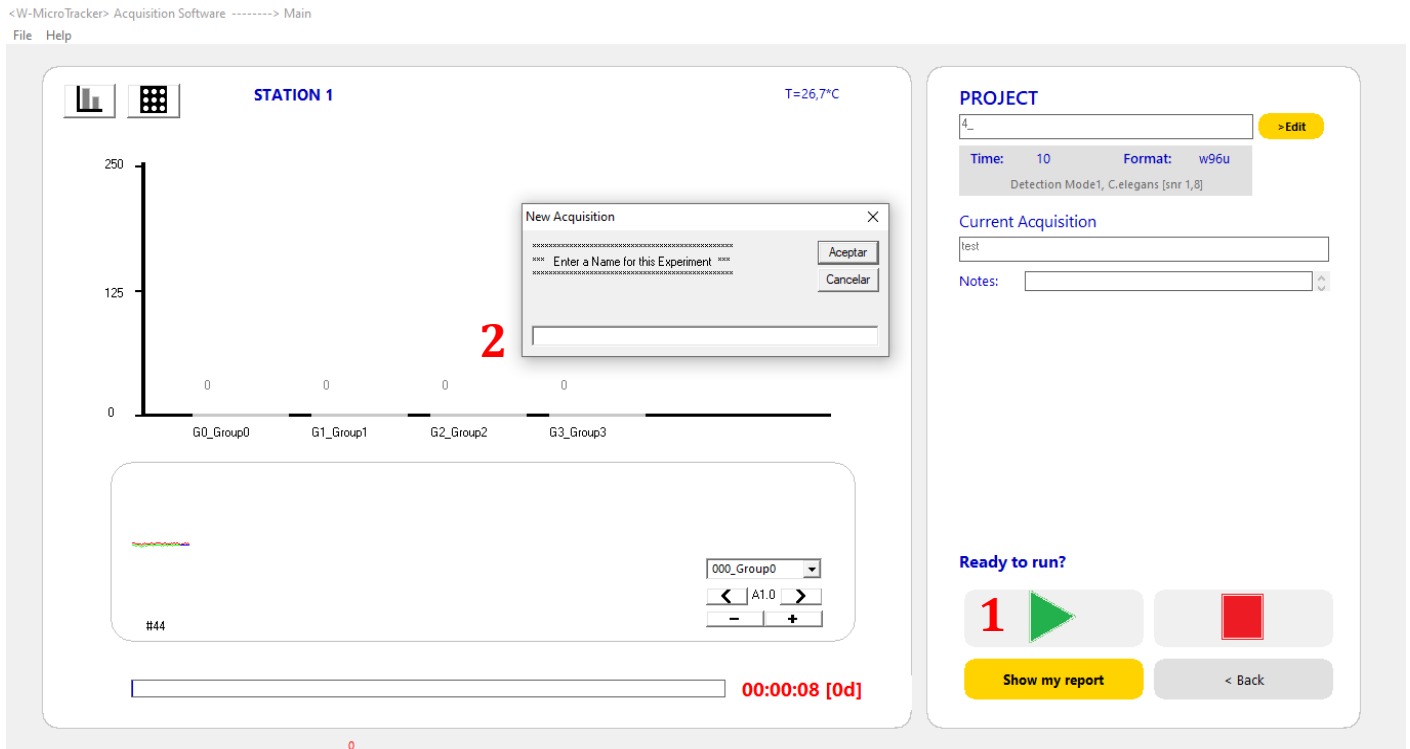 <W-MicroTracker> Acquisition Software --------> Main
File Help
STATION 1
T=26,7*C
250
125
0
0 0 0 0
G0_Group0 G1_Group1 G2_Group2 G3_Group3
New Acquisition
*** Enter a Name for this Experiment ***
Aceptar
Cancelar
2
000_Group0
A1.0
- +
#44
00:00:08 [0d]
0
PROJECT
4_
>Edit
Time: 10 Format: w96u
Detection Mode1, C.elegans [snr 1,8]
Current Acquisition
test
Notes:
Ready to run?
1
Show my report
< Back